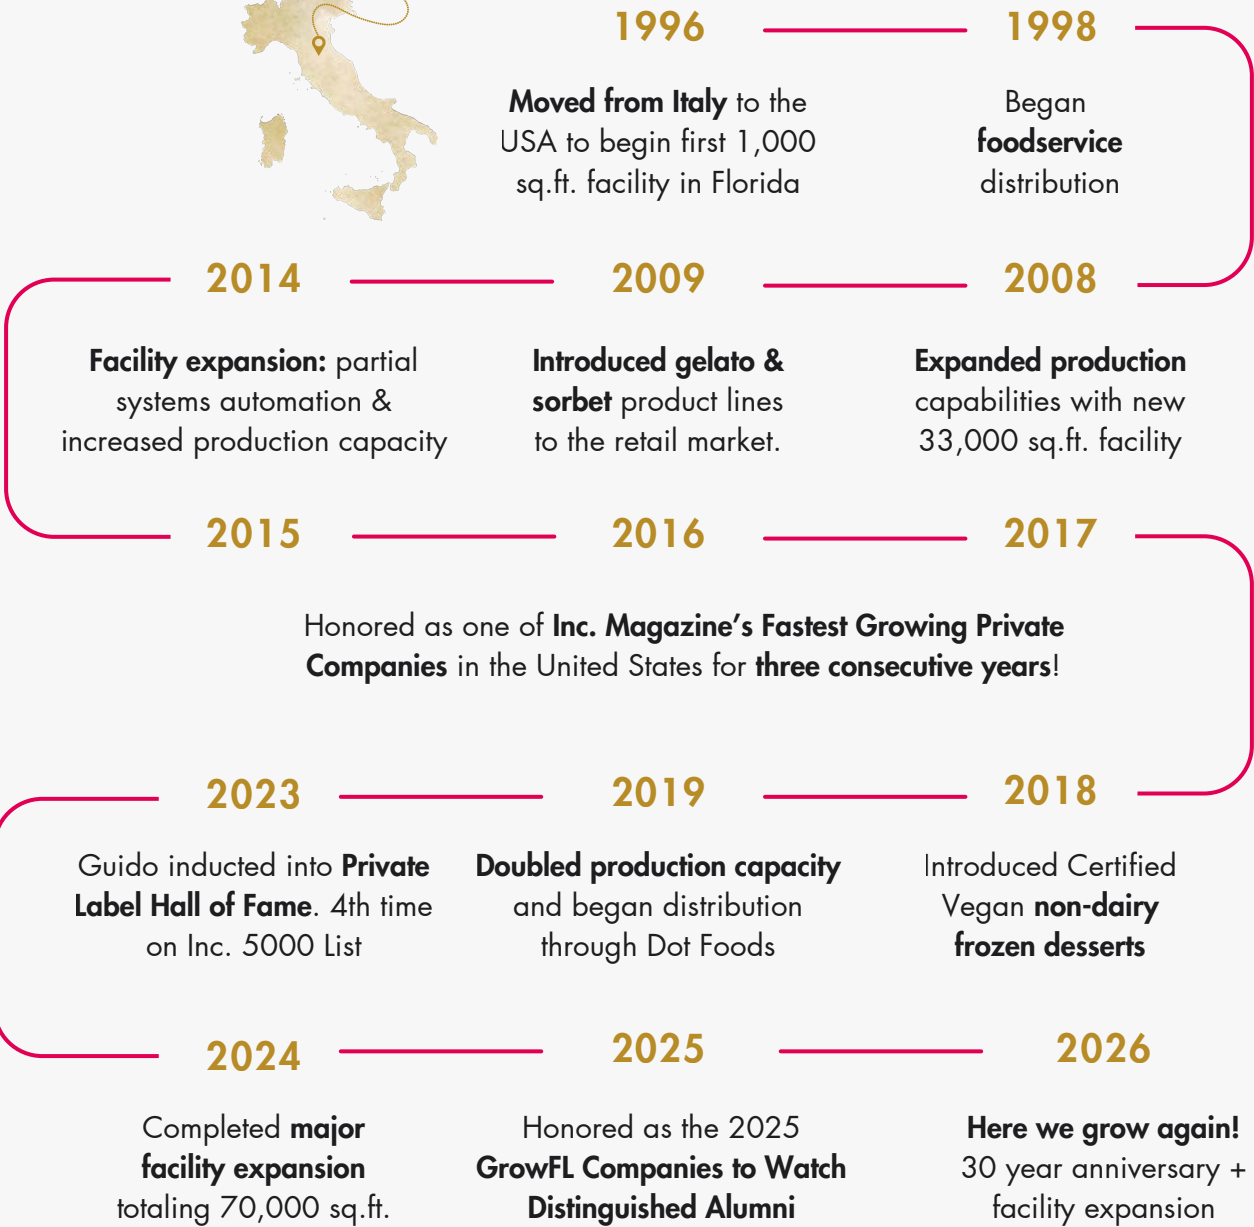 1996
Moved from Italy to the
USA to begin first 1,000
sq.ft. facility in Florida
1998
Began
foodservice
distribution
2008
Expanded production
capabilities with new
33,000 sq.ft. facility
2009
Introduced gelato &
sorbet product lines
to the retail market.
2014
Facility expansion: partial
systems automation &
increased production capacity
2015
2016
2017
Honored as one of Inc. Magazine’s Fastest Growing Private
Companies in the United States for three consecutive years!
2018
Introduced Certified
Vegan non-dairy
frozen desserts
2019
Doubled production capacity
and began distribution
through Dot Foods
2023
Guido inducted into Private
Label Hall of Fame. 4th time
on Inc. 5000 List
2024
Completed major
facility expansion
totaling 70,000 sq.ft.
2025
Honored as the 2025
GrowFL Companies to Watch
Distinguished Alumni
2026
Here we grow again!
30 year anniversary +
facility expansion